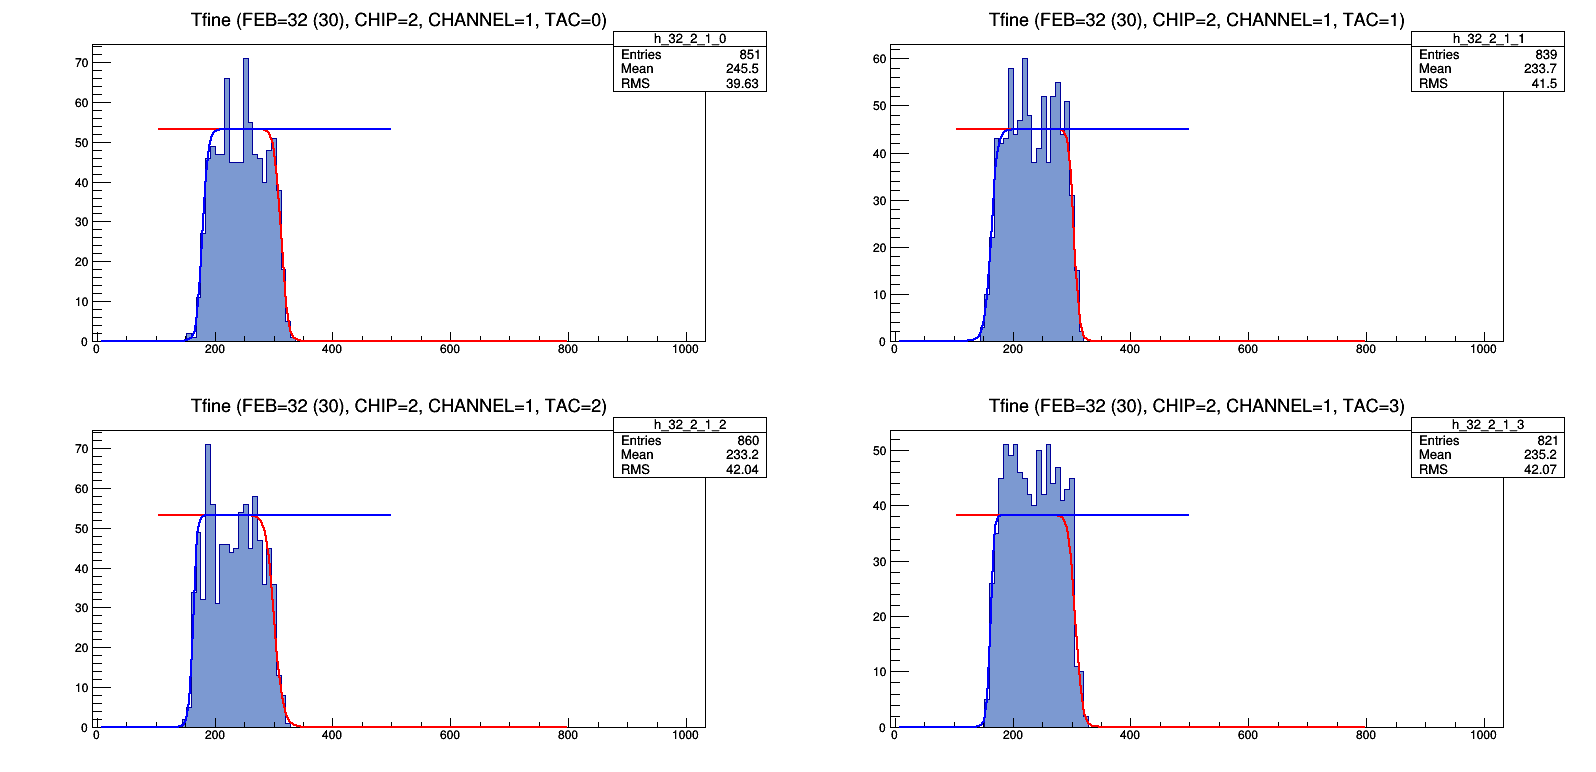 Tfine (FEB=32 (30), CHIP=2, CHANNEL=1, TAC=0)
h_32_2_1_0
Entries 851
Mean 245.5
RMS 39.63
70
60
50
40
30
20
10
0
0 200 400 600 800 1000
Tfine (FEB=32 (30), CHIP=2, CHANNEL=1, TAC=1)
h_32_2_1_1
Entries 839
Mean 233.7
RMS 41.5
60
50
40
30
20
10
0
0 200 400 600 800 1000
Tfine (FEB=32 (30), CHIP=2, CHANNEL=1, TAC=2)
h_32_2_1_2
Entries 860
Mean 233.2
RMS 42.04
70
60
50
40
30
20
10
0
0 200 400 600 800 1000
Tfine (FEB=32 (30), CHIP=2, CHANNEL=1, TAC=3)
h_32_2_1_3
Entries 821
Mean 235.2
RMS 42.07
50
40
30
20
10
0
0 200 400 600 800 1000